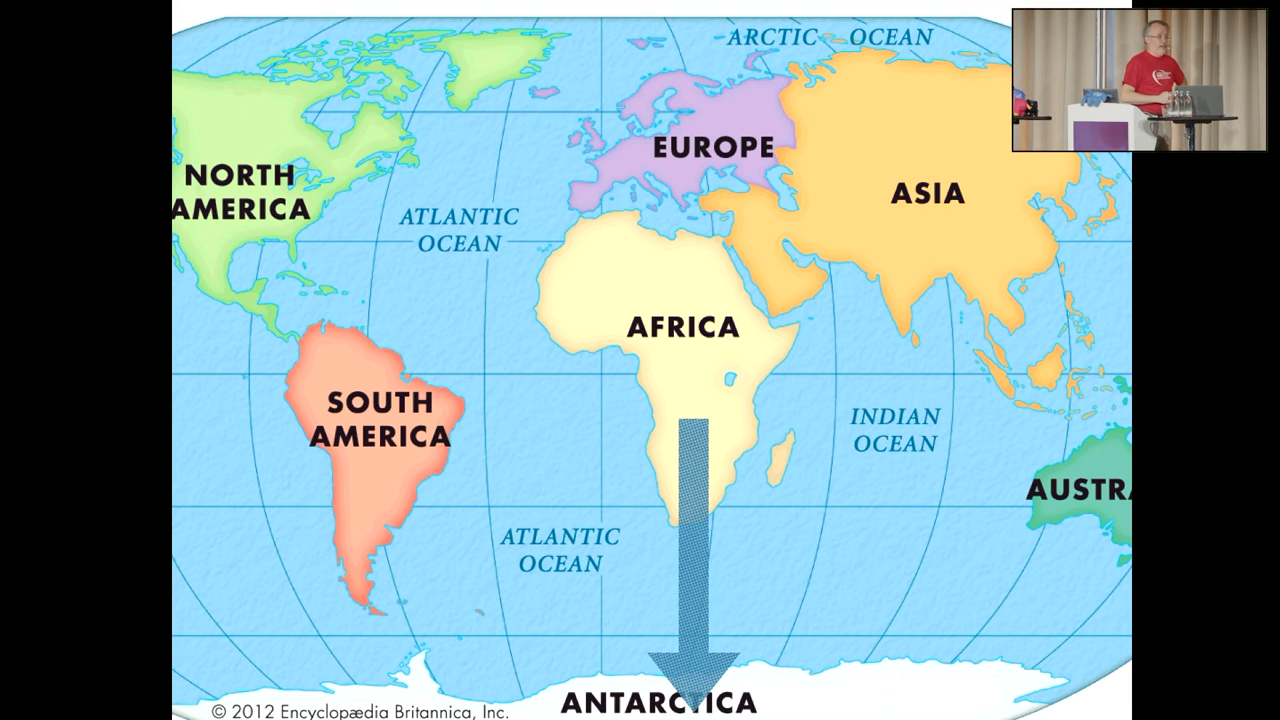 ARCTIC OCEAN
EUROPE
NORTH
AMERICA
ASIA
ATLANTIC
OCEAN
AFRICA
SOUTH
AMERICA
INDIAN
OCEAN
AUSTRA
ATLANTIC
OCEAN
ANTARCTICA
© 2012 Encyclopædia Britannica, Inc.